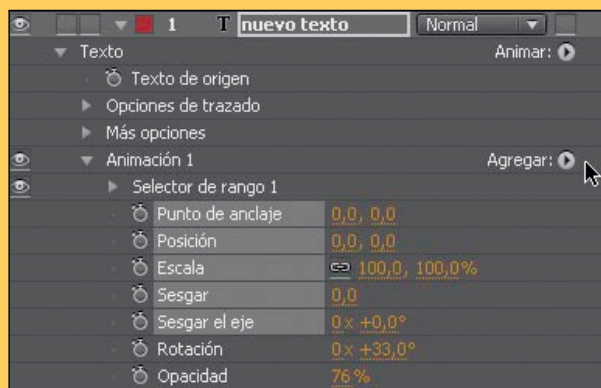 1 T nuevo texto Normal
Texto Animar:
Texto de origen
Opciones de trazado
Más opciones
Animación 1 Agregar:
Selector de rango 1
Punto de anclaje 0,0, 0,0
Posición 0,0, 0,0
Escala 100,0, 100,0%
Sesgar 0,0
Sesgar el eje 0x +0,0°
Rotación 0x +33,0°
Opacidad 76%